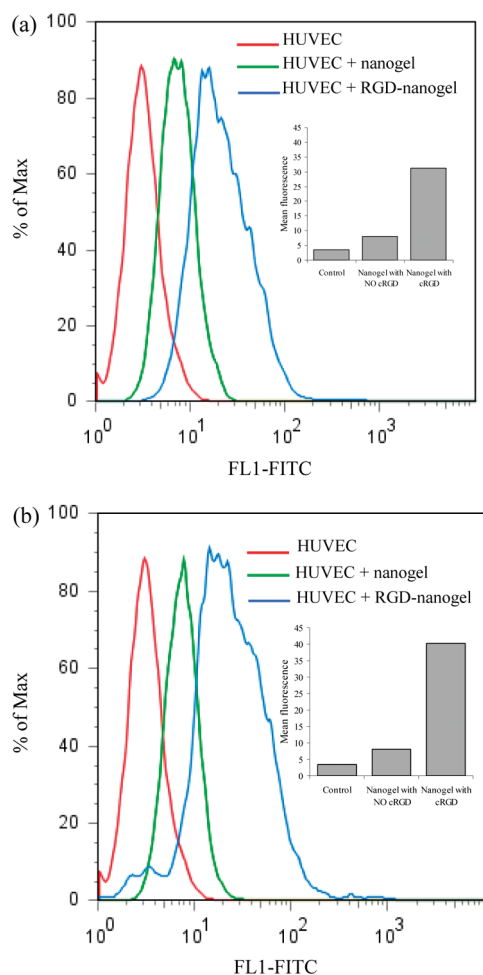 (a)
HUVEC
HUVEC + nanogel
HUVEC + RGD-nanogel
% of Max
100
80
60
40
20
0
10^0
10^1
10^2
10^3
FL1-FITC
Mean fluorescence
45
40
35
30
25
20
15
10
5
0
Control
Nanogel with NO cRGD
Nanogel with cRGD
(b)
HUVEC
HUVEC + nanogel
HUVEC + RGD-nanogel
% of Max
100
80
60
40
20
0
10^0
10^1
10^2
10^3
FL1-FITC
Mean fluorescence
45
40
35
30
25
20
15
10
5
0
Control
Nanogel with NO cRGD
Nanogel with cRGD